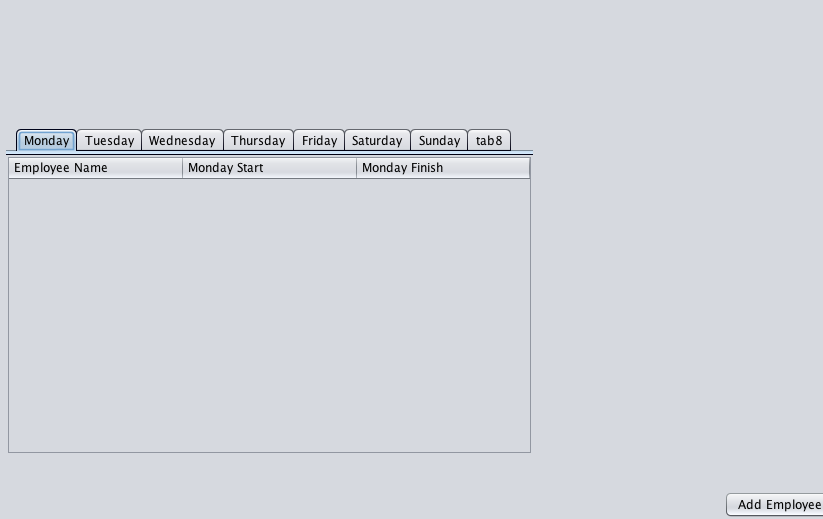 Monday Tuesday Wednesday Thursday Friday Saturday Sunday tab8
Employee Name Monday Start Monday Finish
Add Employee